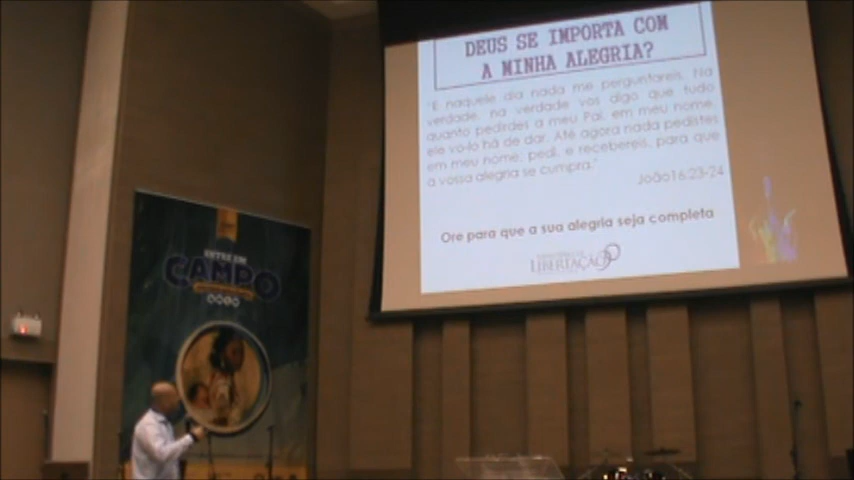 DEUS SE IMPORTA COM
A MINHA ALEGRIA?
"E naquele dia nada me perguntareis. Na
verdade, na verdade vos digo que tudo
quanto pedirdes a meu Pai, em meu nome,
ele vo-lo há de dar. Até agora nada pedistes
em meu nome; pedi, e recebereis, para que
a vossa alegria se cumpra."
João16:23-24
Ore para que a sua alegria seja completa
LIBERTAÇÃO
ENTRE EM
CAMPO